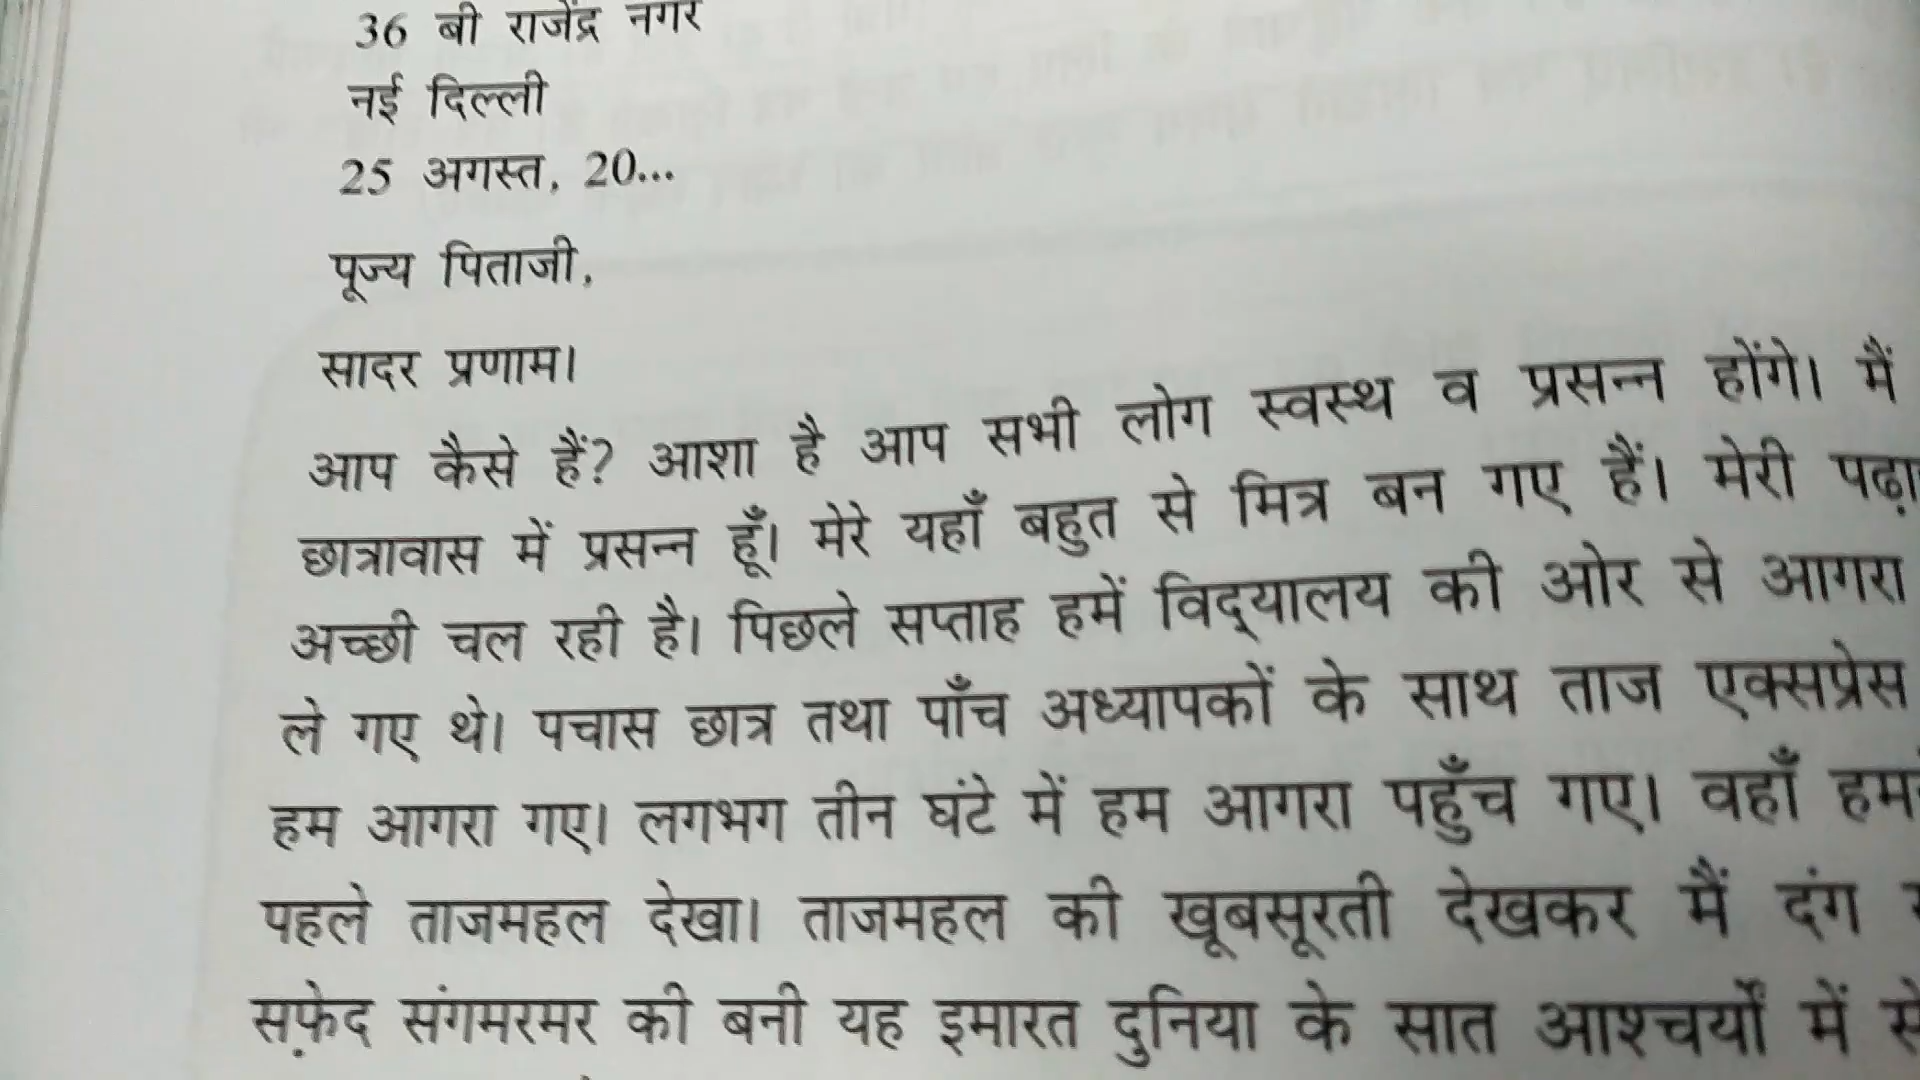 36 बी राजेंद्र नगर
नई दिल्ली
25 अगस्त, 20...
पूज्य पिताजी,
सादर प्रणाम।
आप कैसे हैं? आशा है आप सभी लोग स्वस्थ व प्रसन्न होंगे। मैं
छात्रावास में प्रसन्न हूँ। मेरे यहाँ बहुत से मित्र बन गए हैं। मेरी
अच्छी चल रही है। पिछले सप्ताह हमें विद्‌यालय की ओर से आगरा
ले गए थे। पचास छात्र तथा पाँच अध्यापकों के साथ ताज एक्सप्रेस
हम आगरा गए। लगभग तीन घंटे में हम आगरा पहुँच गए। वहाँ
पहले ताजमहल देखा। ताजमहल की खूबसूरती देखकर मैं दंग
सफ़ेद संगमरमर की बनी यह इमारत दुनिया के सात आश्चर्यों में से